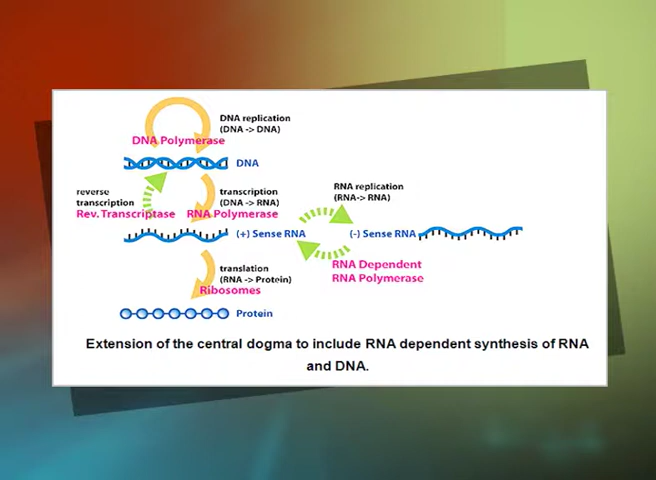 DNA replication
(DNA -> DNA)
DNA Polymerase
DNA
reverse
transcription
Rev. Transcriptase
transcription
(DNA -> RNA)
RNA Polymerase
RNA replication
(RNA-> RNA)
(+) Sense RNA
(-) Sense RNA
RNA Dependent
RNA Polymerase
translation
(RNA -> Protein)
Ribosomes
Protein
Extension of the central dogma to include RNA dependent synthesis of RNA
and DNA.